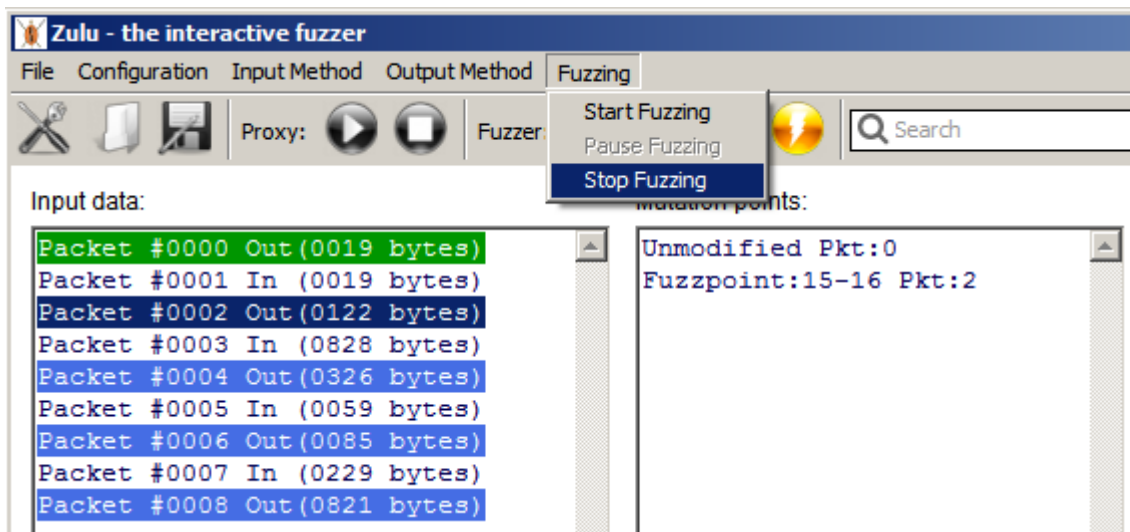 Zulu - the interactive fuzzer
File Configuration Input Method Output Method Fuzzing
Start Fuzzing
Pause Fuzzing
Stop Fuzzing
Proxy:
Fuzzer
Search
Input data:
Mutation points:
Packet #0000 Out(0019 bytes)
Packet #0001 In (0019 bytes)
Packet #0002 Out(0122 bytes)
Packet #0003 In (0828 bytes)
Packet #0004 Out(0326 bytes)
Packet #0005 In (0059 bytes)
Packet #0006 Out(0085 bytes)
Packet #0007 In (0229 bytes)
Packet #0008 Out(0821 bytes)
Unmodified Pkt:0
Fuzzpoint:15-16 Pkt:2